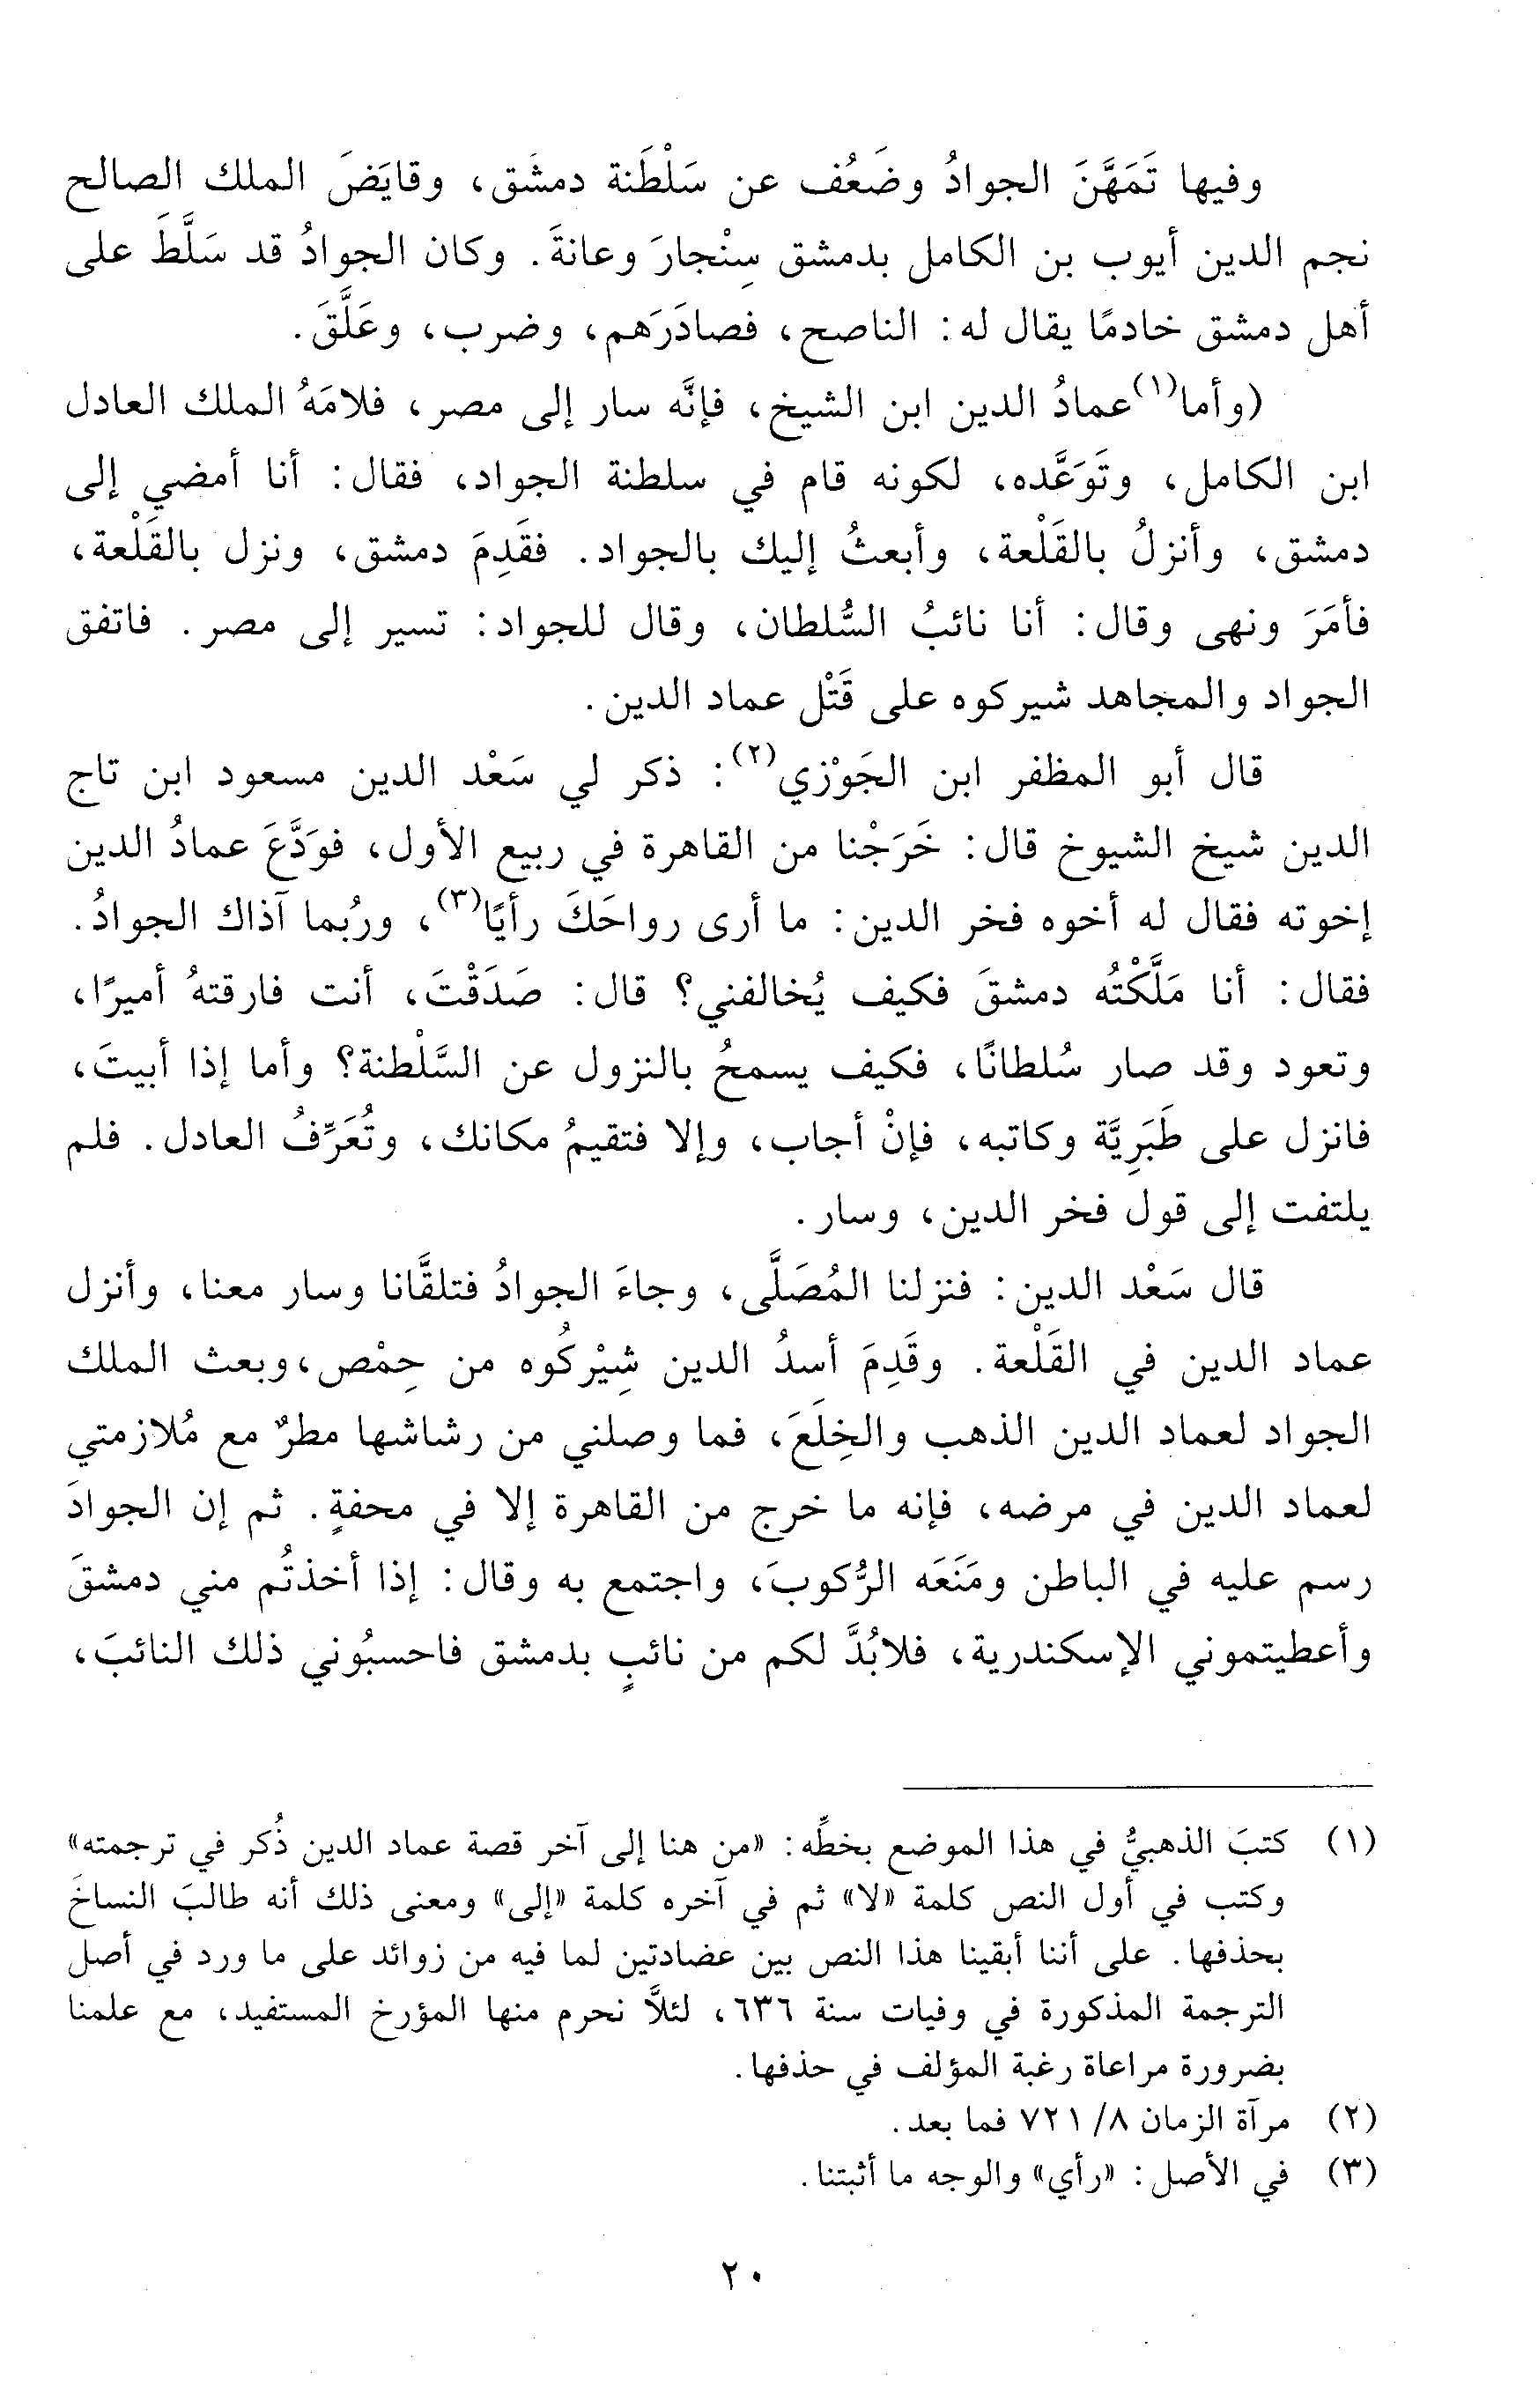 وفيها تَمَهَّنَ الجوادُ وضَعُف عن سَلْطَنة دمشَق، وقايَضَ الملك الصالح
نجم الدين أيوب بن الكامل بدمشق سِنْجارَ وعانةَ. وكان الجوادُ قد سَلَّطَ على
أهل دمشق خادمًا يقال له: الناصح، فصادَرَهم، وضرب، وعَلَّقَ.
(وأما(١) عمادُ الدين ابن الشيخ، فإنَّه سار إلى مصر، فلامَهُ الملك العادل
ابن الكامل، وتَوَعَّده، لكونه قام في سلطنة الجواد، فقال: أنا أمضي إلى
دمشق، وأنزلُ بالقَلْعة، وأبعثُ إليك بالجواد. فقَدِمَ دمشق، ونزل بالقَلْعة،
فأمَرَ ونهى وقال: أنا نائبُ السُّلطان، وقال للجواد: تسير إلى مصر. فاتفق
الجواد والمجاهد شيركوه على قَتْل عماد الدين.
قال أبو المظفر ابن الجَوْزي(٢): ذكر لي سَعْد الدين مسعود ابن تاج
الدين شيخ الشيوخ قال: خَرَجْنا من القاهرة في ربيع الأول، فوَدَّعَ عمادُ الدين
إخوته فقال له أخوه فخر الدين: ما أرى رواحَكَ رأيًا(٣)، ورُبما آذاك الجوادُ.
فقال: أنا مَلَّكْتُه دمشقَ فكيف يُخالفني؟ قال: صَدَقْتَ، أنت فارقتهُ أميرًا،
وتعود وقد صار سُلطانًا، فكيف يسمحُ بالنزول عن السَّلْطنة؟ وأما إذا أبيتَ،
فانزل على طَبَرِيَّة وكاتبه، فإنْ أجاب، وإلا فتقيمُ مكانك، وتُعَرِّفُ العادل. فلم
يلتفت إلى قول فخر الدين، وسار.
قال سَعْد الدين: فنزلنا المُصَلَّى، وجاءَ الجوادُ فتلقَّانا وسار معنا، وأنزل
عماد الدين في القَلْعة. وقَدِمَ أسدُ الدين شِيْركُوه من حِمْص، وبعث الملك
الجواد لعماد الدين الذهب والخِلَعَ، فما وصلني من رشاشها مطرٌ مع مُلازمتي
لعماد الدين في مرضه، فإنه ما خرج من القاهرة إلا في محفةٍ. ثم إن الجوادَ
رسم عليه في الباطن ومَنَعَه الرُّكوبَ، واجتمع به وقال: إذا أخذتُم مني دمشقَ
وأعطيتموني الإسكندرية، فلابُدَّ لكم من نائبٍ بدمشق فاحسبُوني ذلك النائبَ،
(١) كتبَ الذهبيُّ في هذا الموضع بخطِّه: «من هنا إلى آخر قصة عماد الدين ذُكر في ترجمته»
وكتب في أول النص كلمة «لا» ثم في آخره كلمة «إلى» ومعنى ذلك أنه طالبَ النساخَ
بحذفها. على أننا أبقينا هذا النص بين عضادتين لما فيه من زوائد على ما ورد في أصل
الترجمة المذكورة في وفيات سنة ٦٣٦، لئلَّا نحرم منها المؤرخ المستفيد، مع علمنا
بضرورة مراعاة رغبة المؤلف في حذفها.
(٢) مرآة الزمان ٨/ ٧٢١ فما بعد.
(٣) في الأصل: «رأي» والوجه ما أثبتنا.
٢٠